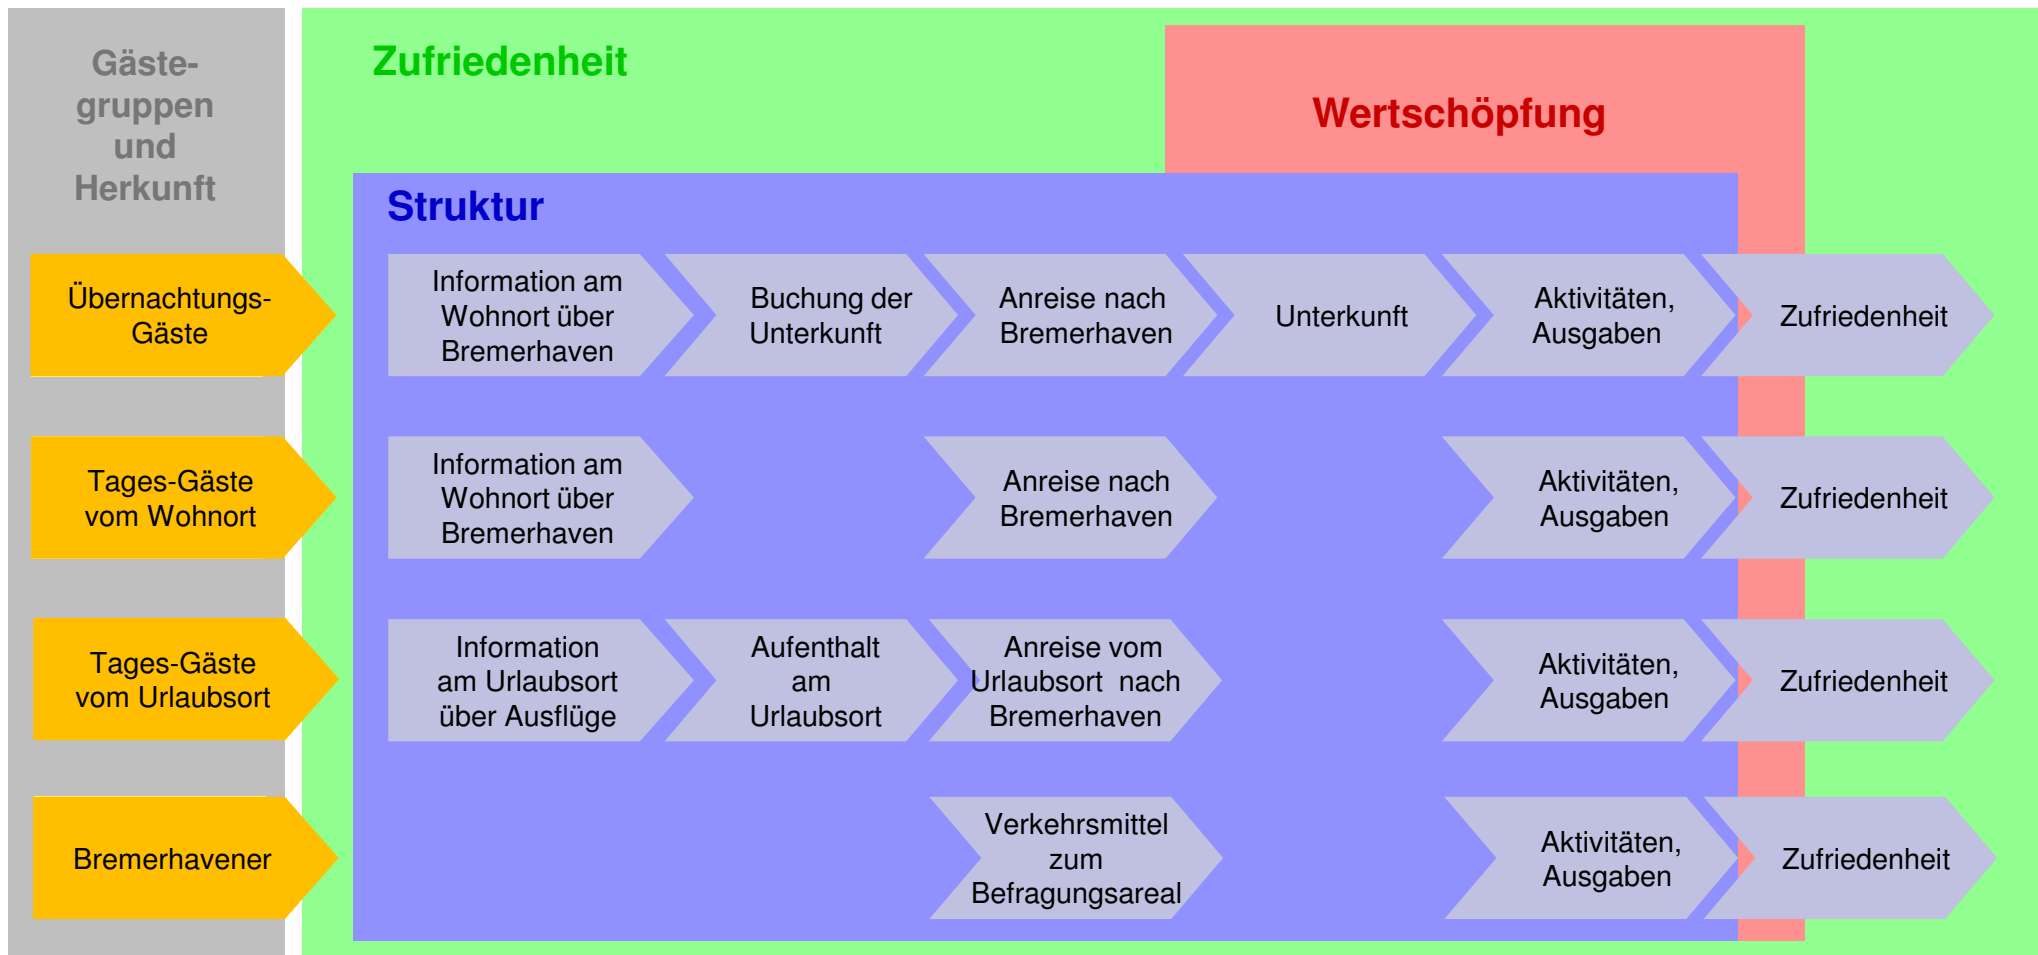 Gäste-
gruppen
und
Herkunft
Zufriedenheit
Wertschöpfung
Struktur
Übernachtungs-
Gäste
Information am
Wohnort über
Bremerhaven
Buchung der
Unterkunft
Anreise nach
Bremerhaven
Unterkunft
Aktivitäten,
Ausgaben
Zufriedenheit
Tages-Gäste
vom Wohnort
Information am
Wohnort über
Bremerhaven
Anreise nach
Bremerhaven
Aktivitäten,
Ausgaben
Zufriedenheit
Tages-Gäste
vom Urlaubsort
Information
am Urlaubsort
über Ausflüge
Aufenthalt
am
Urlaubsort
Anreise vom
Urlaubsort nach
Bremerhaven
Aktivitäten,
Ausgaben
Zufriedenheit
Bremerhavener
Verkehrsmittel
zum
Befragungsareal
Aktivitäten,
Ausgaben
Zufriedenheit